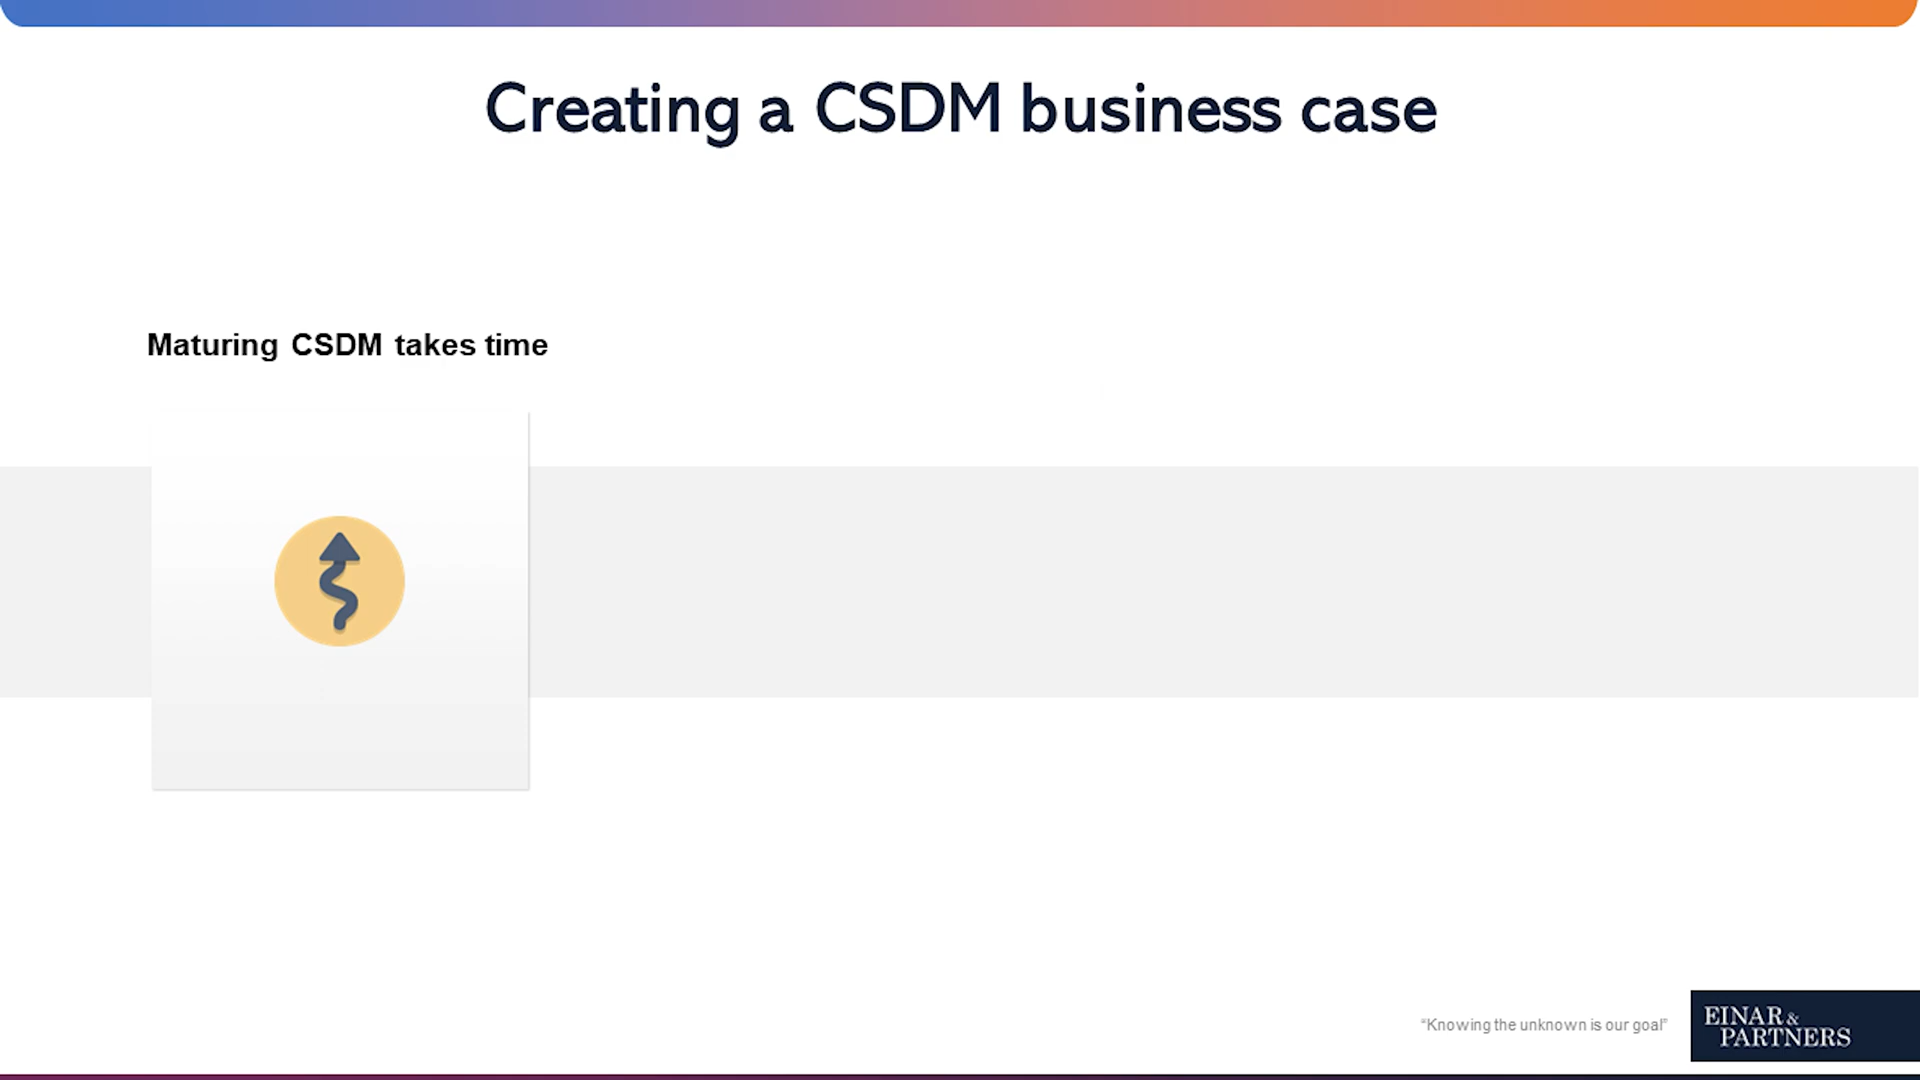 Creating a CSDM business case
Maturing CSDM takes time
“Knowing the unknown is our goal”
EINAR &
PARTNERS